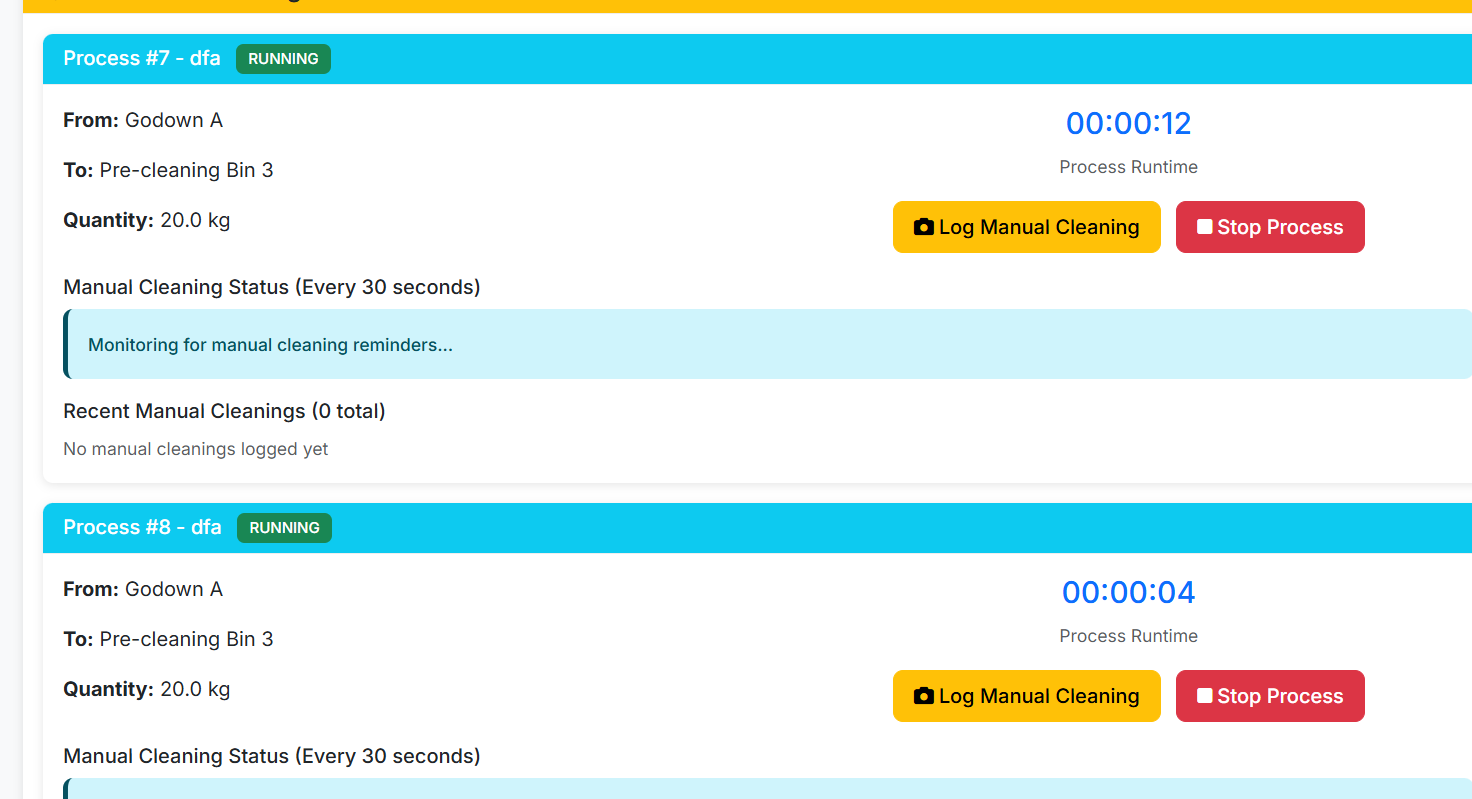 Process #7 - dfa RUNNING
From: Godown A
00:00:12
To: Pre-cleaning Bin 3
Process Runtime
Quantity: 20.0 kg
Log Manual Cleaning
Stop Process
Manual Cleaning Status (Every 30 seconds)
Monitoring for manual cleaning reminders...
Recent Manual Cleanings (0 total)
No manual cleanings logged yet
Process #8 - dfa RUNNING
From: Godown A
00:00:04
To: Pre-cleaning Bin 3
Process Runtime
Quantity: 20.0 kg
Log Manual Cleaning
Stop Process
Manual Cleaning Status (Every 30 seconds)